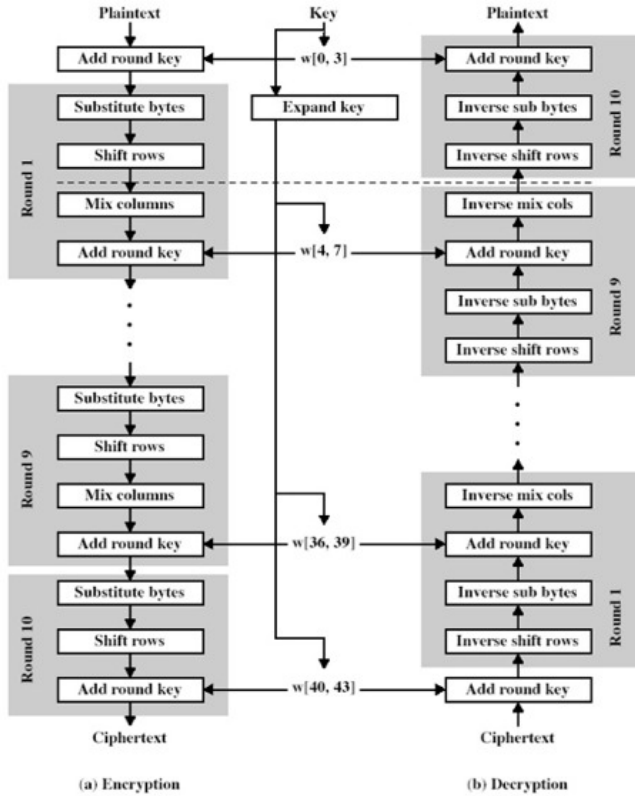 Plaintext
Key
Plaintext
Add round key
w[0, 3]
Add round key
Substitute bytes
Expand key
Inverse sub bytes
Round 10
Round 1
Shift rows
Inverse shift rows
Mix columns
Inverse mix cols
Add round key
w[4, 7]
Add round key
Round 9
Inverse sub bytes
Inverse shift rows
Substitute bytes
Round 9
Shift rows
Mix columns
Inverse mix cols
Add round key
w[36, 39]
Add round key
Substitute bytes
Inverse sub bytes
Round 1
Round 10
Shift rows
Inverse shift rows
Add round key
w[40, 43]
Add round key
Ciphertext
Ciphertext
(a) Encryption
(b) Decryption